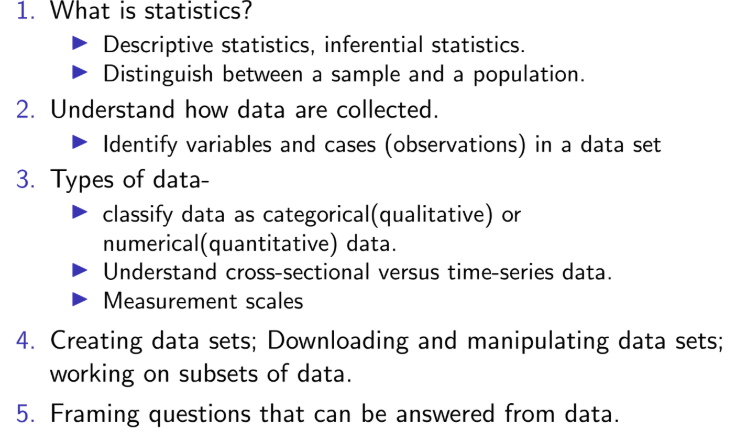 1. What is statistics?
▶ Descriptive statistics, inferential statistics.
▶ Distinguish between a sample and a population.
2. Understand how data are collected.
▶ Identify variables and cases (observations) in a data set
3. Types of data-
▶ classify data as categorical(qualitative) or
numerical(quantitative) data.
▶ Understand cross-sectional versus time-series data.
▶ Measurement scales
4. Creating data sets; Downloading and manipulating data sets;
working on subsets of data.
5. Framing questions that can be answered from data.